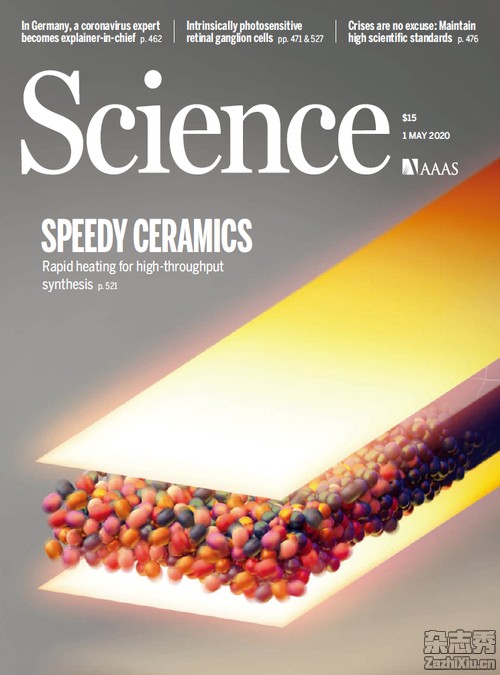 In Germany, a coronavirus expert
becomes explainer-in-chief p. 462
Intrinsically photosensitive
retinal ganglion cells pp. 471 & 527
Crises are no excuse: Maintain
high scientific standards p. 476
Science
$15
1 MAY 2020
AAAS
SPEEDY CERAMICS
Rapid heating for high-throughput
synthesis p. 521
杂志秀
ZazhiXiu.cn